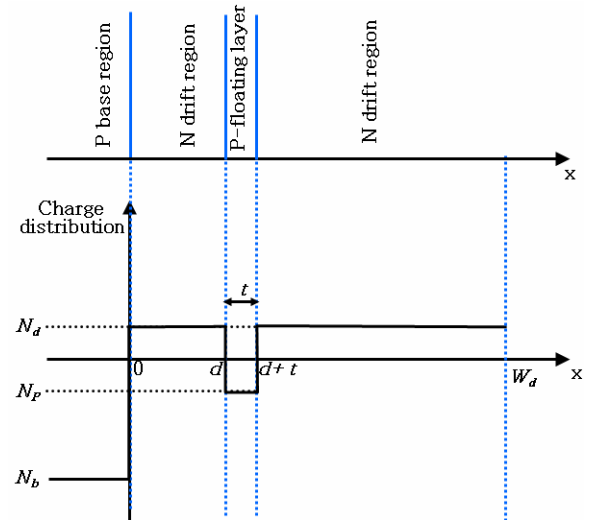 P base region
N drift region
P-floating layer
N drift region
x
Charge
distribution
t
N_d
0
d
d+t
W_d
x
N_P
N_b